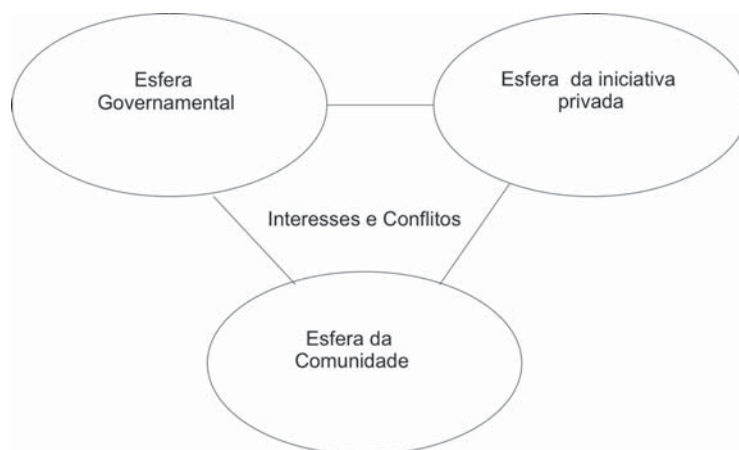 Esfera
Governamental
Esfera da iniciativa
privada
Interesses e Conflitos
Esfera da
Comunidade